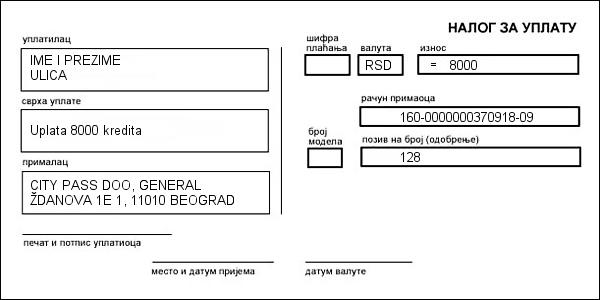 НАЛОГ ЗА УПЛАТУ
уплатилац
IME I PREZIME
ULICA
сврха уплате
Uplata 8000 kredita
прималац
CITY PASS DOO, GENERAL
ŽDANOVA 1E 1, 11010 BEOGRAD
печат и потпис уплатиоца
место и датум пријема
шифра
плаћања
валута
износ
RSD
= 8000
рачун примаоца
160-0000000370918-09
број
модела
позив на број (одобрење)
128
датум валуте